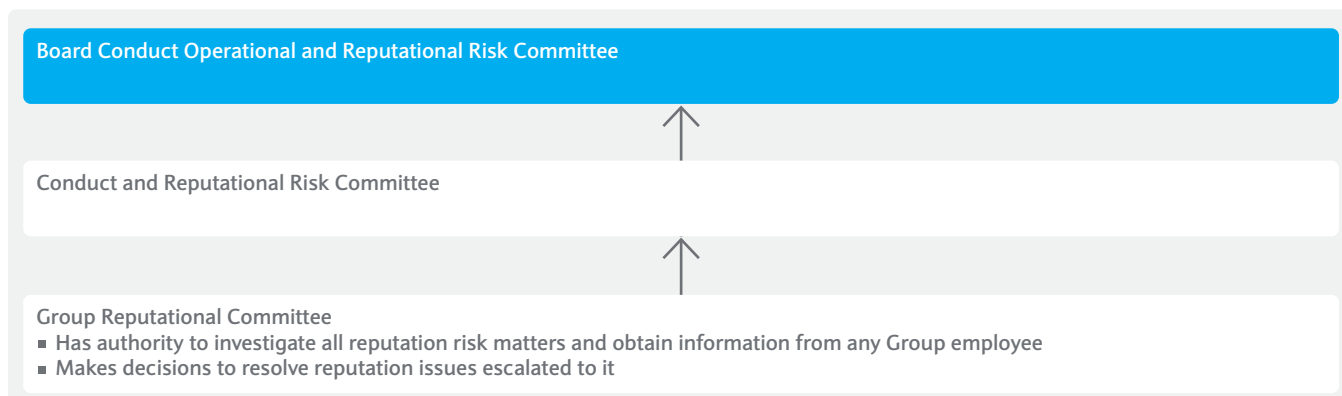 Board Conduct Operational and Reputational Risk Committee
Conduct and Reputational Risk Committee
Group Reputational Committee
▪ Has authority to investigate all reputation risk matters and obtain information from any Group employee
▪ Makes decisions to resolve reputation issues escalated to it